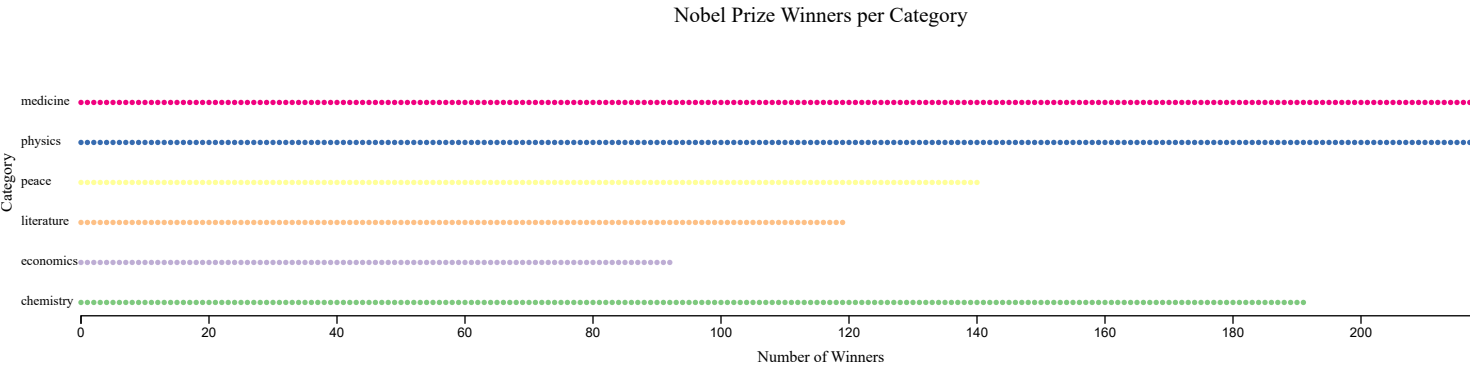 Nobel Prize Winners per Category
medicine
physics
peace
literature
economics
chemistry
Category
0 20 40 60 80 100 120 140 160 180 200
Number of Winners